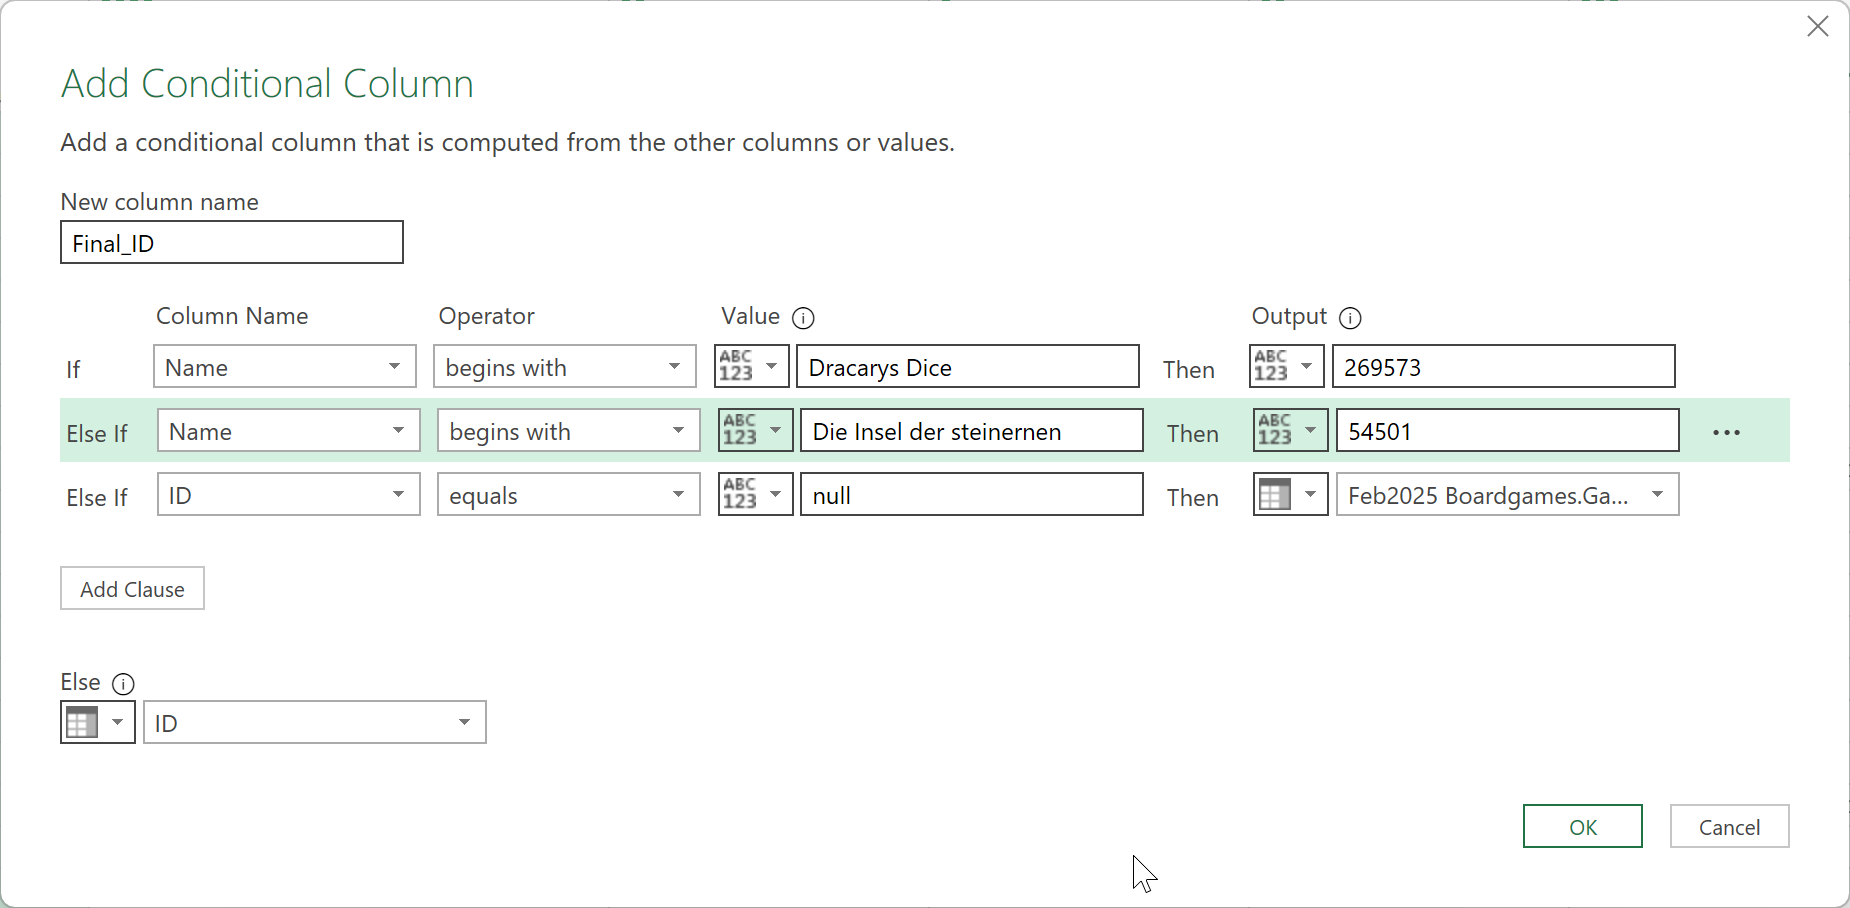 Add Conditional Column
Add a conditional column that is computed from the other columns or values.
New column name
Final_ID
Column Name Operator Value Output
If Name begins with ABC 123 Dracarys Dice Then ABC 123 269573
Else If Name begins with ABC 123 Die Insel der steinernen Then ABC 123 54501 ...
Else If ID equals ABC 123 null Then Feb2025 Boardgames.Ga...
Add Clause
Else
ID
OK Cancel